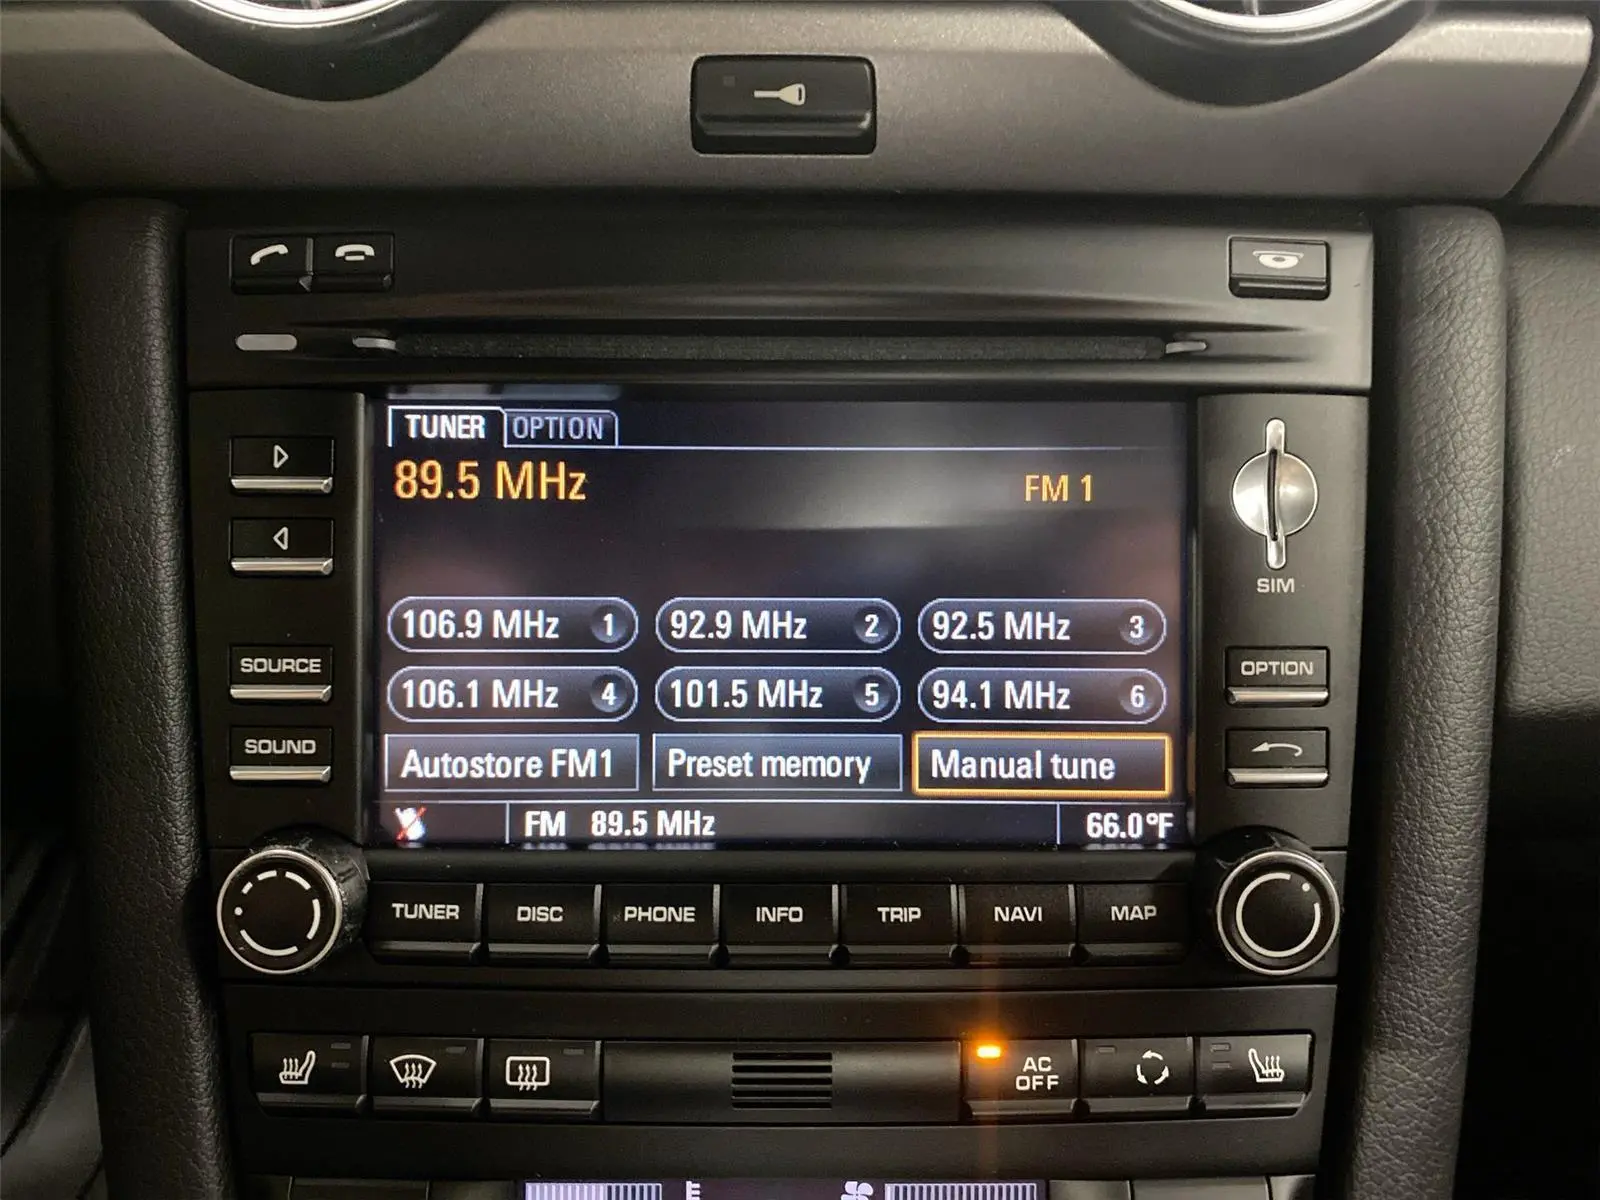 TUNER OPTION
89.5 MHz FM 1
106.9 MHz 1 92.9 MHz 2 92.5 MHz 3
106.1 MHz 4 101.5 MHz 5 94.1 MHz 6
Autostore FM1 Preset memory Manual tune
FM 89.5 MHz 66.0°F
SIM
SOURCE OPTION
SOUND
TUNER DISC PHONE INFO TRIP NAVI MAP
AC
OFF